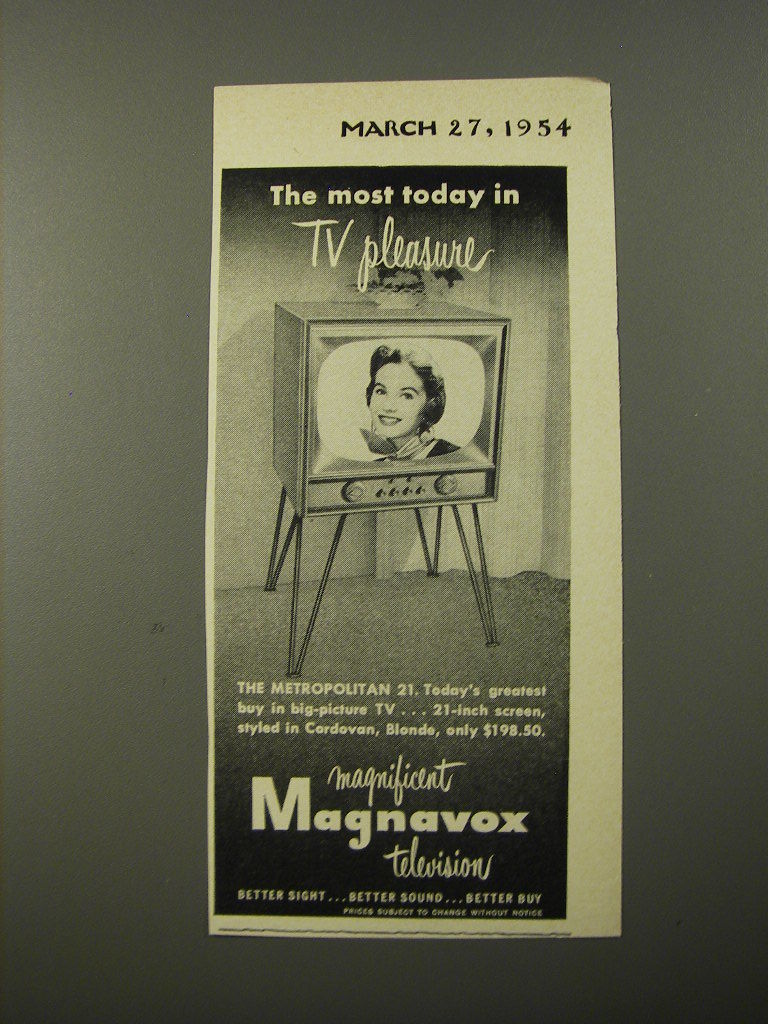 MARCH 27, 1954
The most today in
TV pleasure
THE METROPOLITAN 21. Today's greatest
buy in big-picture TV . . . 21-inch screen,
styled in Cordovan, Blonde, only $198.50.
magnificent
Magnavox
television
BETTER SIGHT...BETTER SOUND...BETTER BUY
PRICES SUBJECT TO CHANGE WITHOUT NOTICE